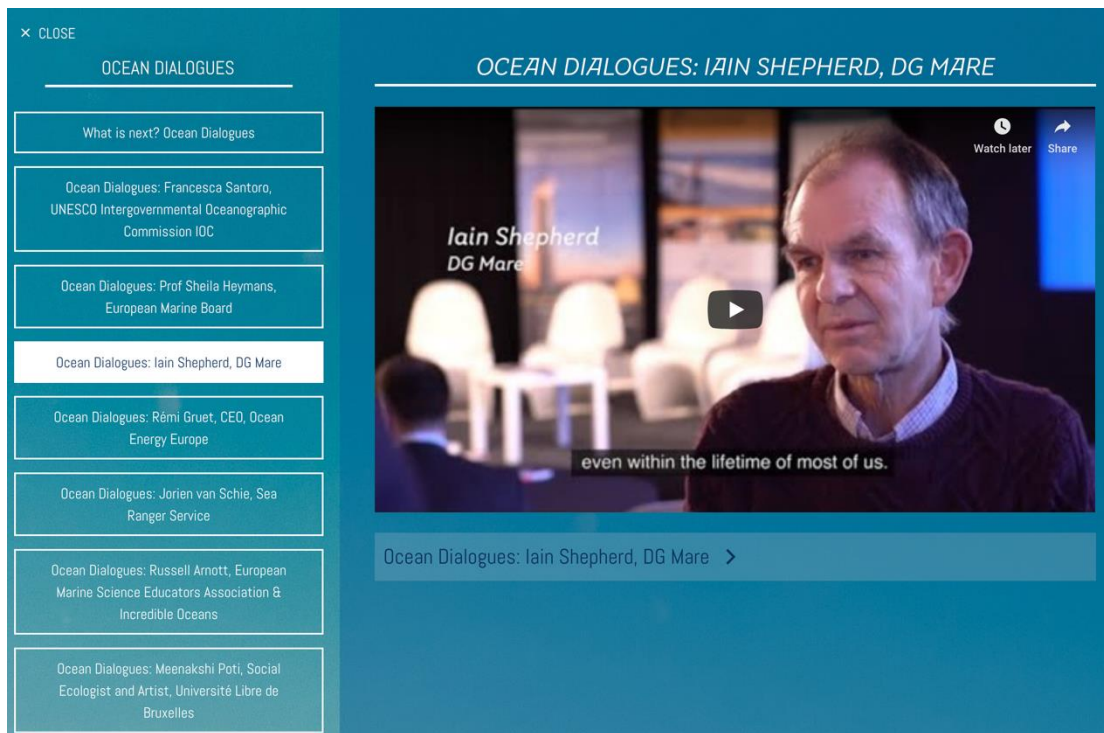 × CLOSE
OCEAN DIALOGUES
What is next? Ocean Dialogues
Ocean Dialogues: Francesca Santoro,
UNESCO Intergovernmental Oceanographic
Commission IOC
Ocean Dialogues: Prof Sheila Heymans,
European Marine Board
Ocean Dialogues: Iain Shepherd, DG Mare
Ocean Dialogues: Rémi Gruet, CEO, Ocean
Energy Europe
Ocean Dialogues: Jorien van Schie, Sea
Ranger Service
Ocean Dialogues: Russell Arnott, European
Marine Science Educators Association &
Incredible Oceans
Ocean Dialogues: Meenakshi Poti, Social
Ecologist and Artist, Université Libre de
Bruxelles
OCEAN DIALOGUES: IAIN SHEPHERD, DG MARE
Watch later Share
Iain Shepherd
DG Mare
even within the lifetime of most of us.
Ocean Dialogues: Iain Shepherd, DG Mare >